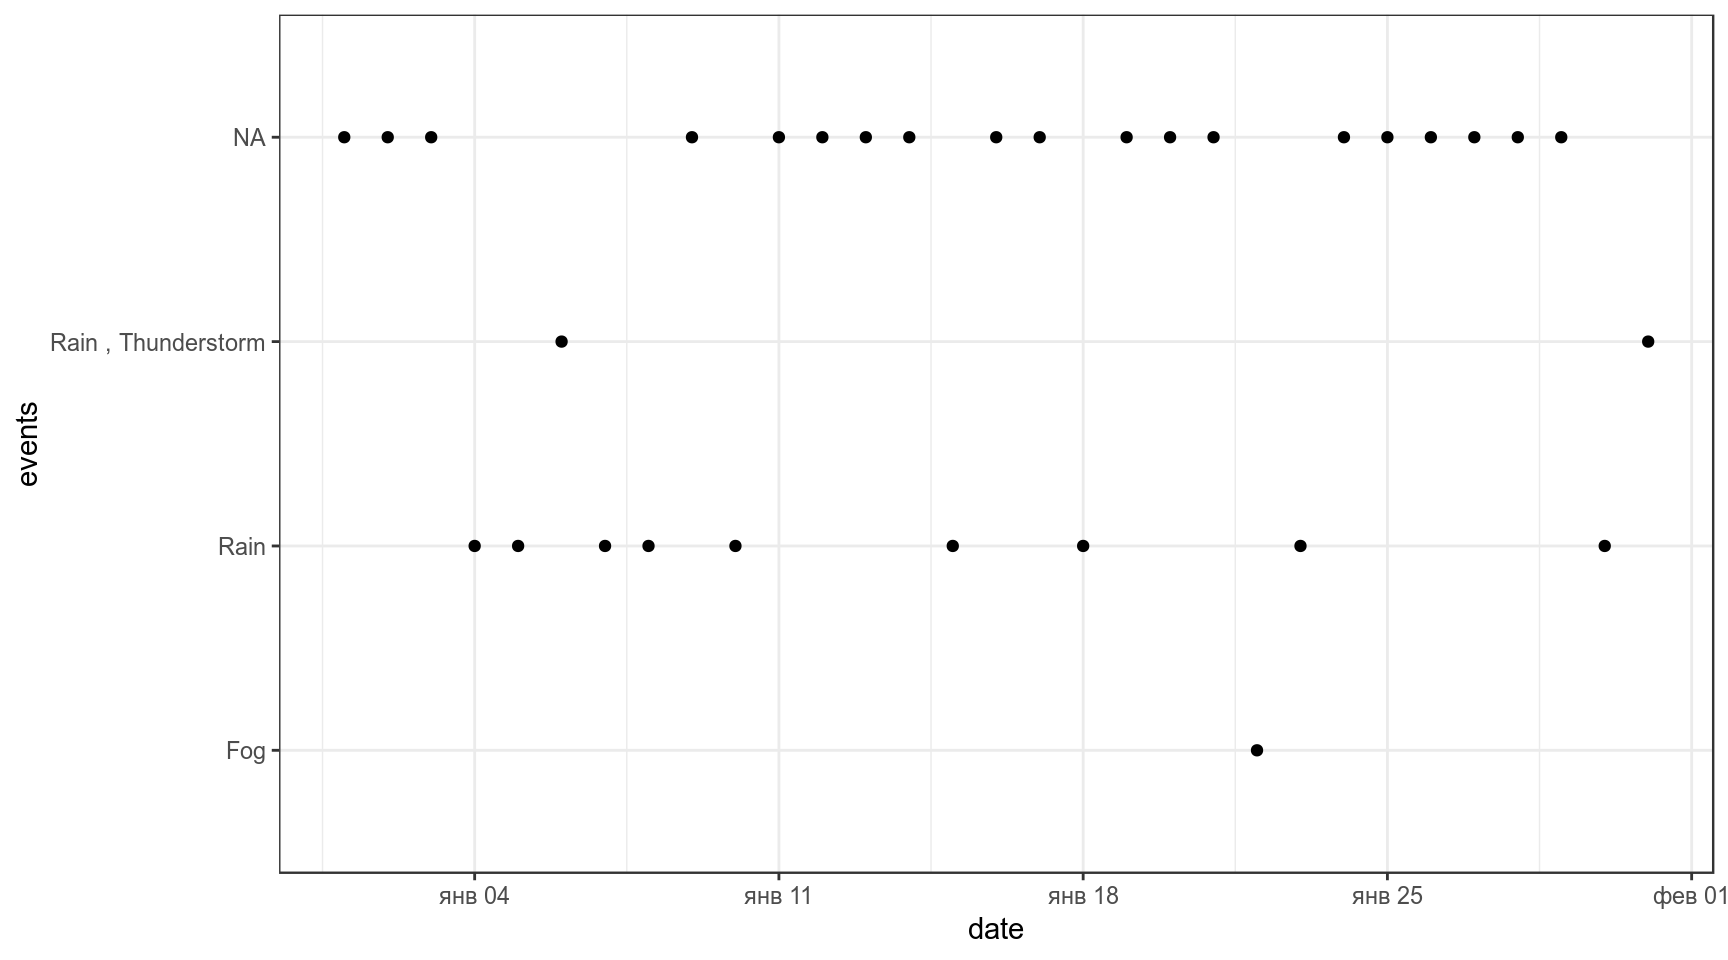 NA
Rain , Thunderstorm
Rain
Fog
events
янв 04
янв 11
янв 18
янв 25
фев 01
date